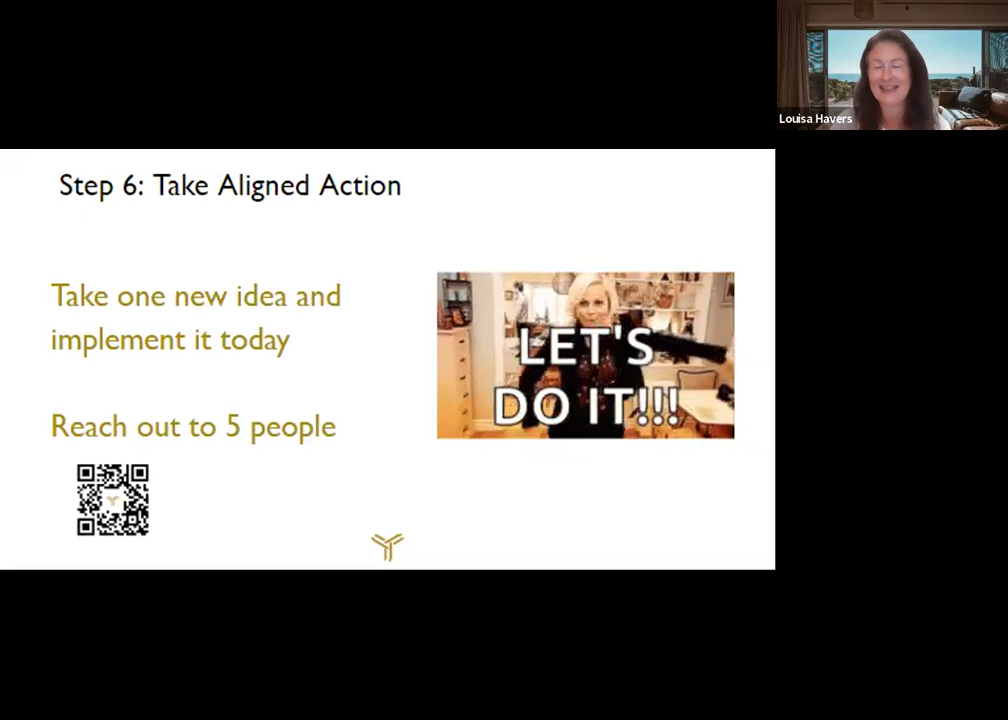 Louisa Havers
Step 6: Take Aligned Action
Take one new idea and
implement it today
Reach out to 5 people
LET'S
DO IT!!!